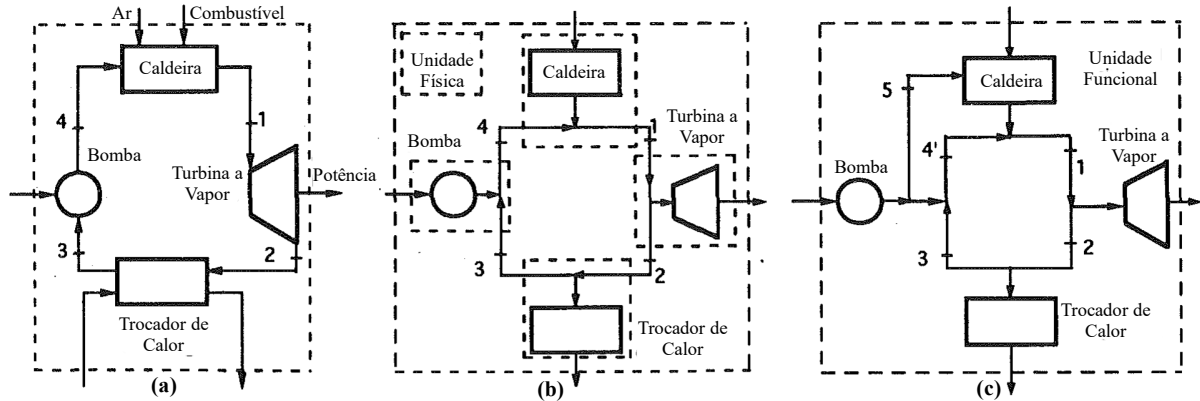 Ar
Combustível
Caldeira
4
1
Bomba
Turbina a
Vapor
Potência
3
2
Trocador de
Calor
(a)
Unidade
Física
Caldeira
4
1
Turbina a
Vapor
Bomba
3
2
Trocador de
Calor
(b)
Unidade
Funcional
Caldeira
5
Turbina a
Vapor
4'
1
Bomba
3
2
Trocador de
Calor
(c)